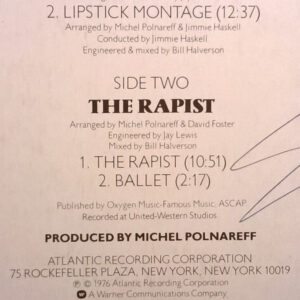 2. LIPSTICK MONTAGE (12:37)
Arranged by Michel Polnareff & Jimmie Haskell
Conducted by Jimmie Haskell
Engineered & mixed by Bill Halverson
SIDE TWO
THE RAPIST
Arranged by Michel Polnareff & David Foster
Engineered by Jay Lewis
Mixed by Bill Halverson
1. THE RAPIST (10:51)
2. BALLET (2:17)
Published by Oxygen Music-Famous Music, ASCAP
Recorded at United-Western Studios
PRODUCED BY MICHEL POLNAREFF
ATLANTIC RECORDING CORPORATION
75 ROCKEFELLER PLAZA, NEW YORK, NEW YORK 10019
℗ © 1976 Atlantic Recording Corporation
A Warner Communications Company